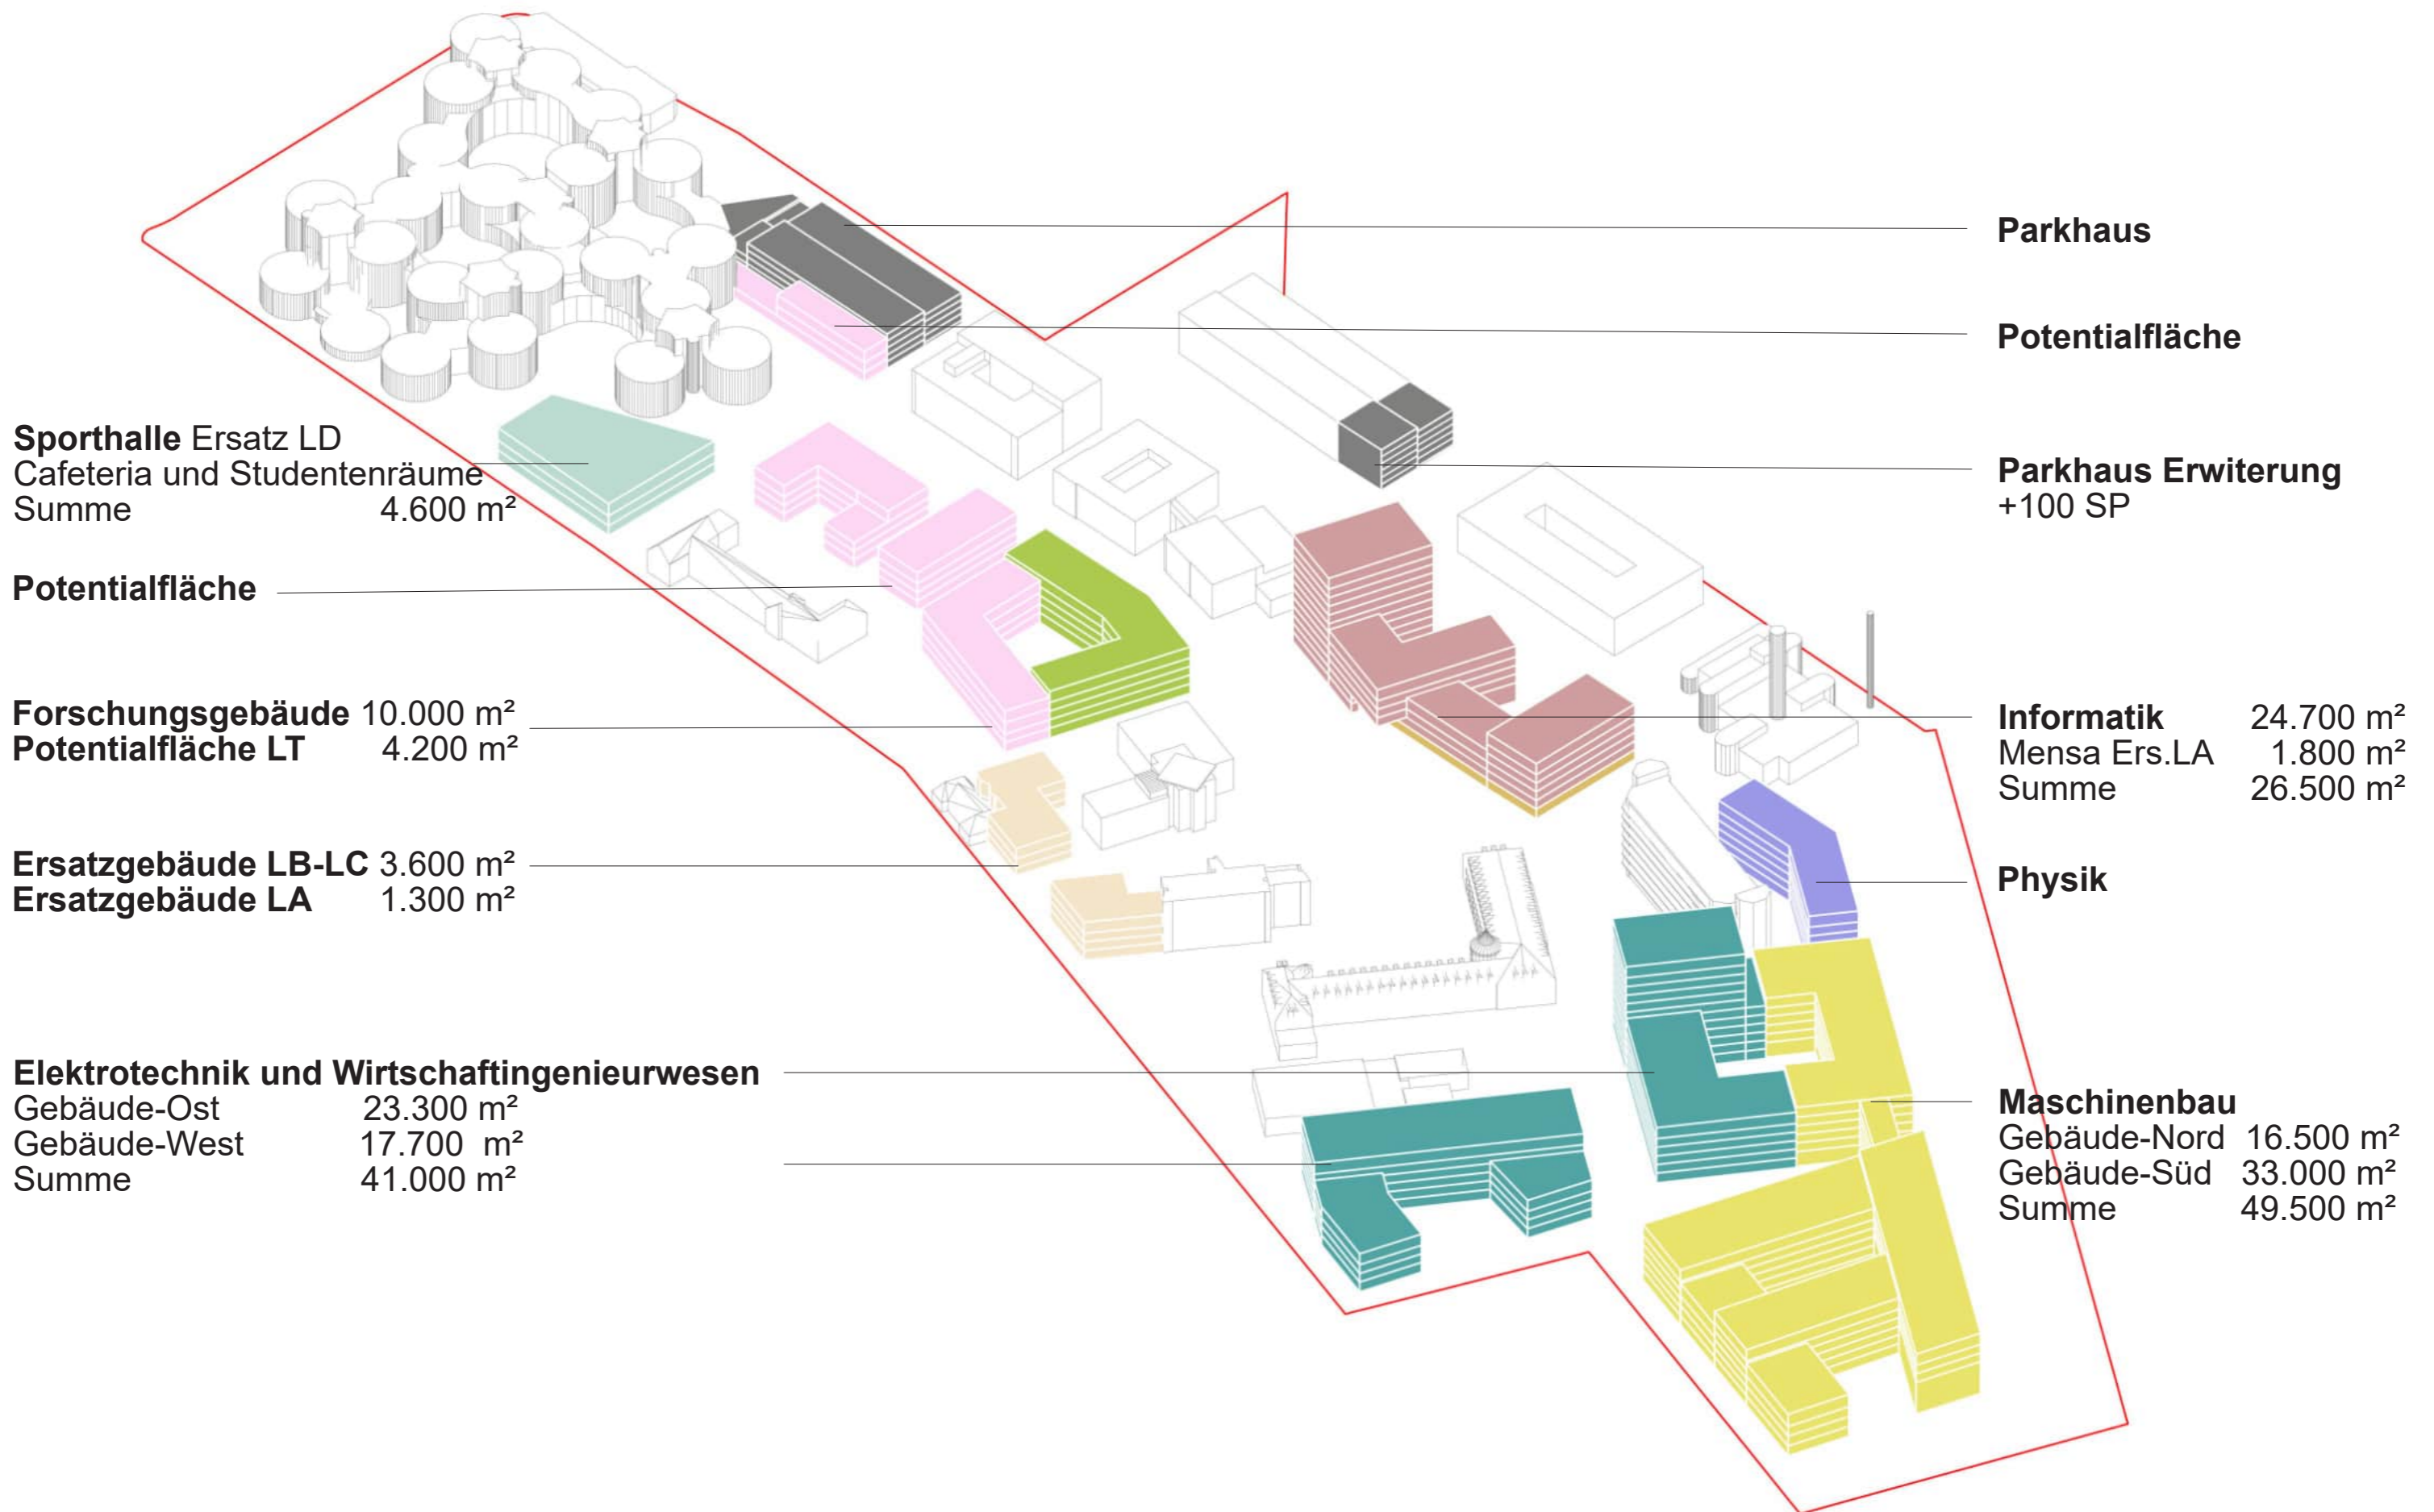 Sporthalle Ersatz LD
Cafeteria und Studentenräume
Summe 4.600 m²
Potentialfläche
Forschungsgebäude 10.000 m²
Potentialfläche LT 4.200 m²
Ersatzgebäude LB-LC 3.600 m²
Ersatzgebäude LA 1.300 m²
Elektrotechnik und Wirtschaftingenieurwesen
Gebäude-Ost 23.300 m²
Gebäude-West 17.700 m²
Summe 41.000 m²
Parkhaus
Potentialfläche
Parkhaus Erwiterung
+100 SP
Informatik 24.700 m²
Mensa Ers.LA 1.800 m²
Summe 26.500 m²
Physik
Maschinenbau
Gebäude-Nord 16.500 m²
Gebäude-Süd 33.000 m²
Summe 49.500 m²